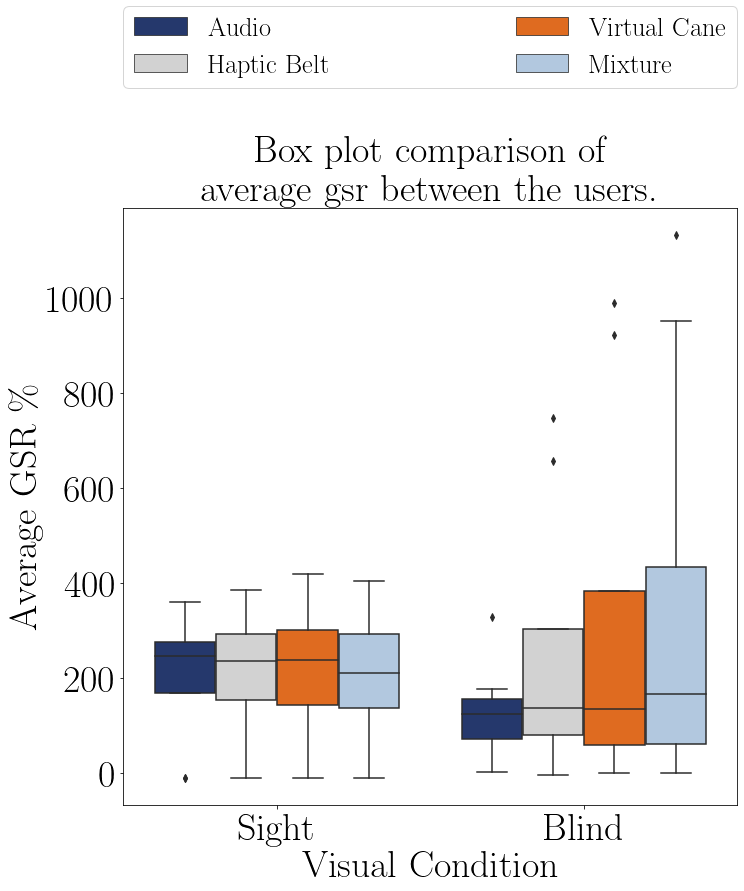 Audio
Haptic Belt
Virtual Cane
Mixture
Box plot comparison of
average gsr between the users.
Average GSR %
1000
800
600
400
200
0
Sight
Blind
Visual Condition